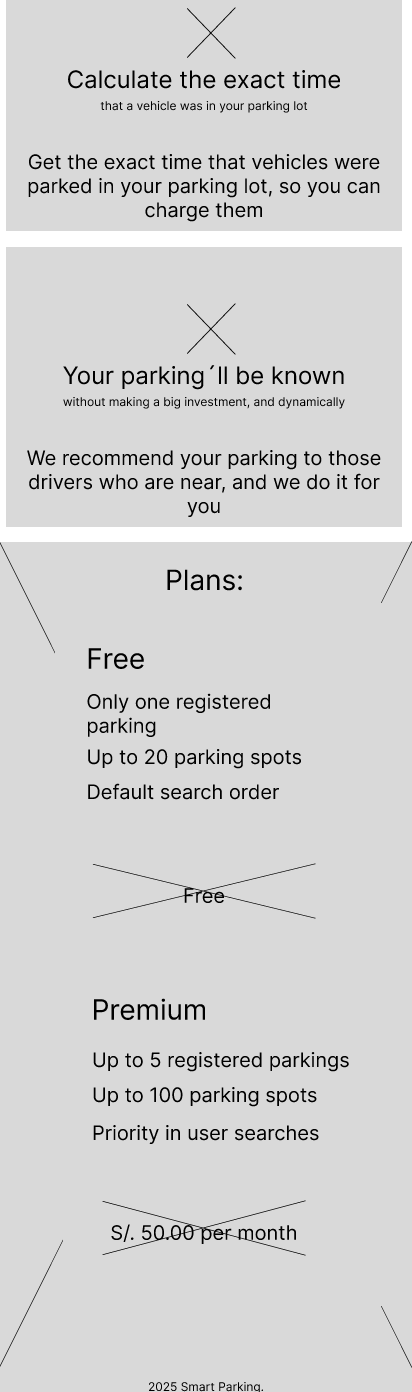 Calculate the exact time
that a vehicle was in your parking lot
Get the exact time that vehicles were
parked in your parking lot, so you can
charge them
Your parking´ll be known
without making a big investment, and dynamically
We recommend your parking to those
drivers who are near, and we do it for
you
Plans:
Free
Only one registered
parking
Up to 20 parking spots
Default search order
Free
Premium
Up to 5 registered parkings
Up to 100 parking spots
Priority in user searches
S/. 50.00 per month
2025 Smart Parking.